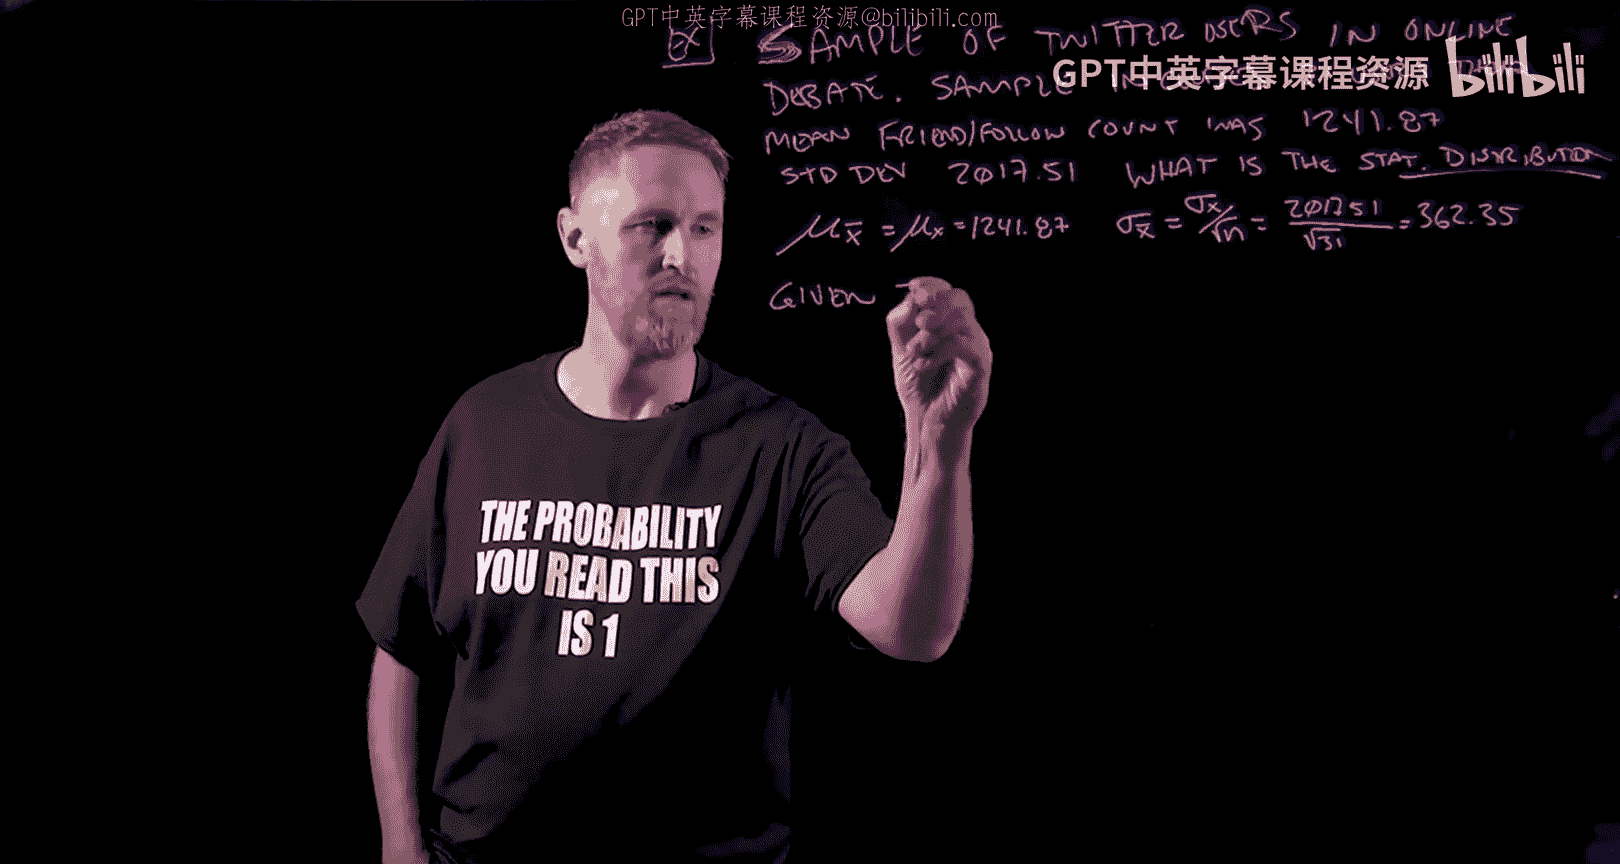 GPT中英字幕课程资源@bilibili.com
EX SAMPLE OF TWITTER USERS IN ONLINE
GPT中英字幕课程资源 bilibili
DEBATE. SAMPLE
MEAN FRIEND/FOLLOW COUNT WAS 1241.87
STD DEV 2017.51 WHAT IS THE STAT. DISTRIBUTION
μx̄ = μx = 1241.87 σx̄ = σx/√n = 201751/√31 = 362.35
GIVEN
THE PROBABILITY
YOU READ THIS
IS 1